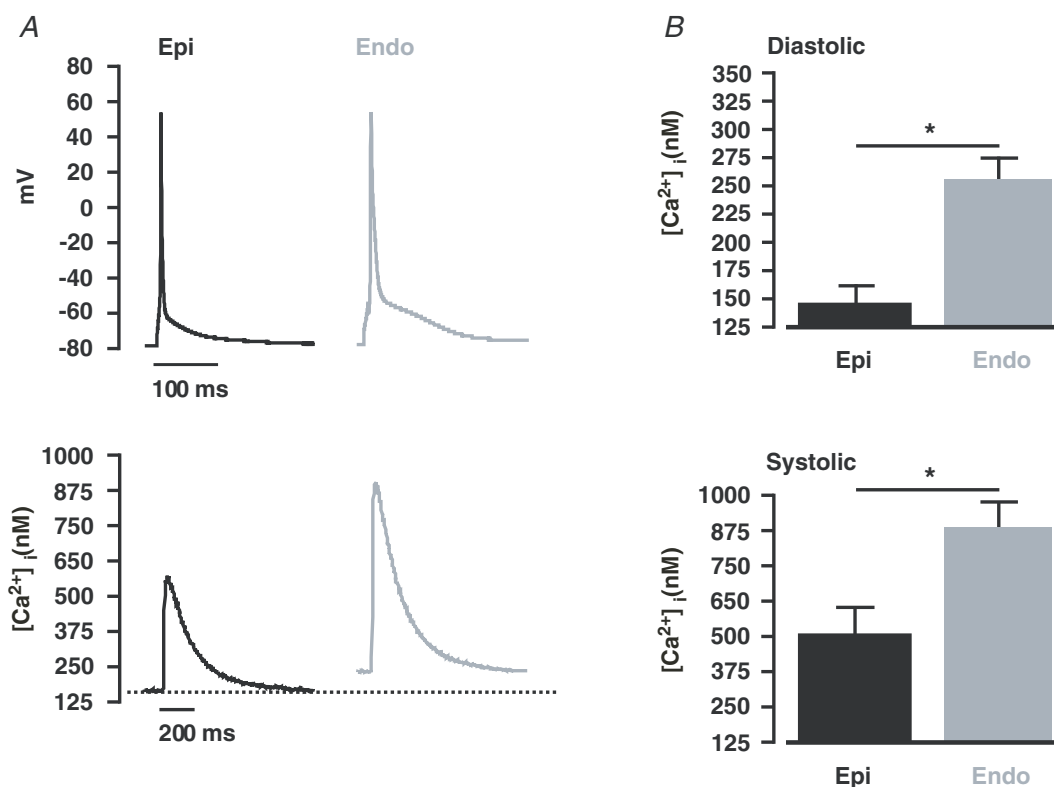 A
Epi
Endo
80
60
40
20
0
-20
-40
-60
-80
mV
100 ms
1000
875
750
650
500
375
250
125
[Ca2+] i(nM)
200 ms
B
Diastolic
350
325
300
275
250
225
200
175
150
125
[Ca2+] i(nM)
*
Epi
Endo
Systolic
1000
875
750
650
500
375
250
125
[Ca2+] i(nM)
*
Epi
Endo